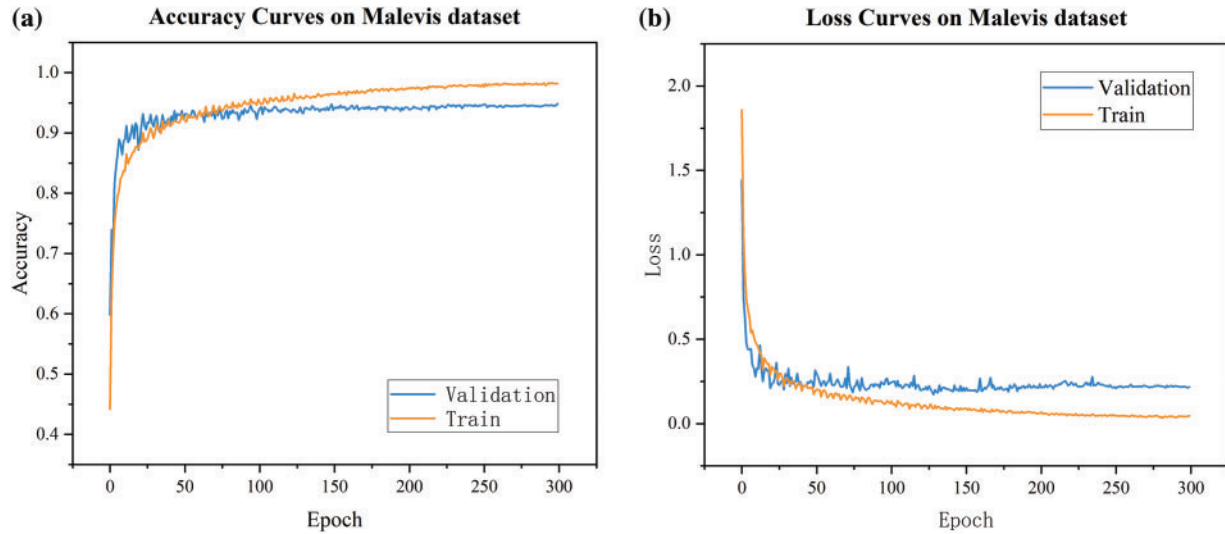 (a) Accuracy Curves on Malevis dataset
1.0
0.9
0.8
0.7
0.6
0.5
0.4
Accuracy
Validation
Train
0 50 100 150 200 250 300
Epoch
(b) Loss Curves on Malevis dataset
2.0
1.5
1.0
0.5
0.0
Loss
Validation
Train
0 50 100 150 200 250 300
Epoch